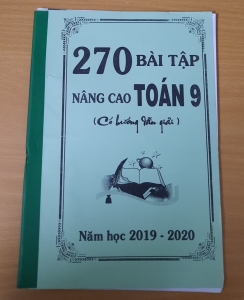 270 BÀI TẬP
NÂNG CAO TOÁN 9
(Có hướng dẫn giải)
Năm học 2019 - 2020